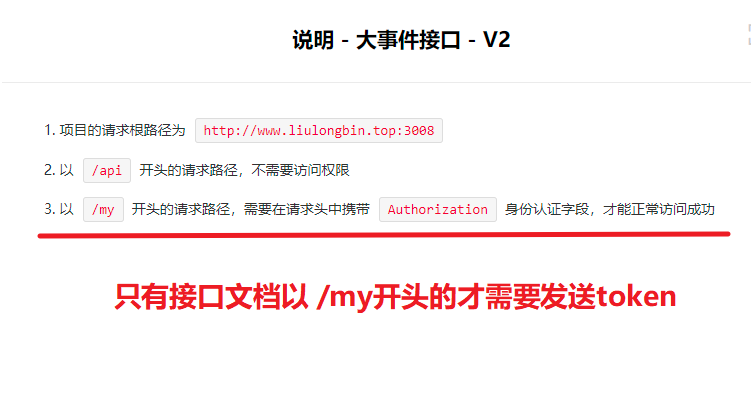 说明 - 大事件接口 - V2
1. 项目的请求根路径为 http://www.liulongbin.top:3008
2. 以 /api 开头的请求路径，不需要访问权限
3. 以 /my 开头的请求路径，需要在请求头中携带 Authorization 身份认证字段，才能正常访问成功
只有接口文档以 /my开头的才需要发送token